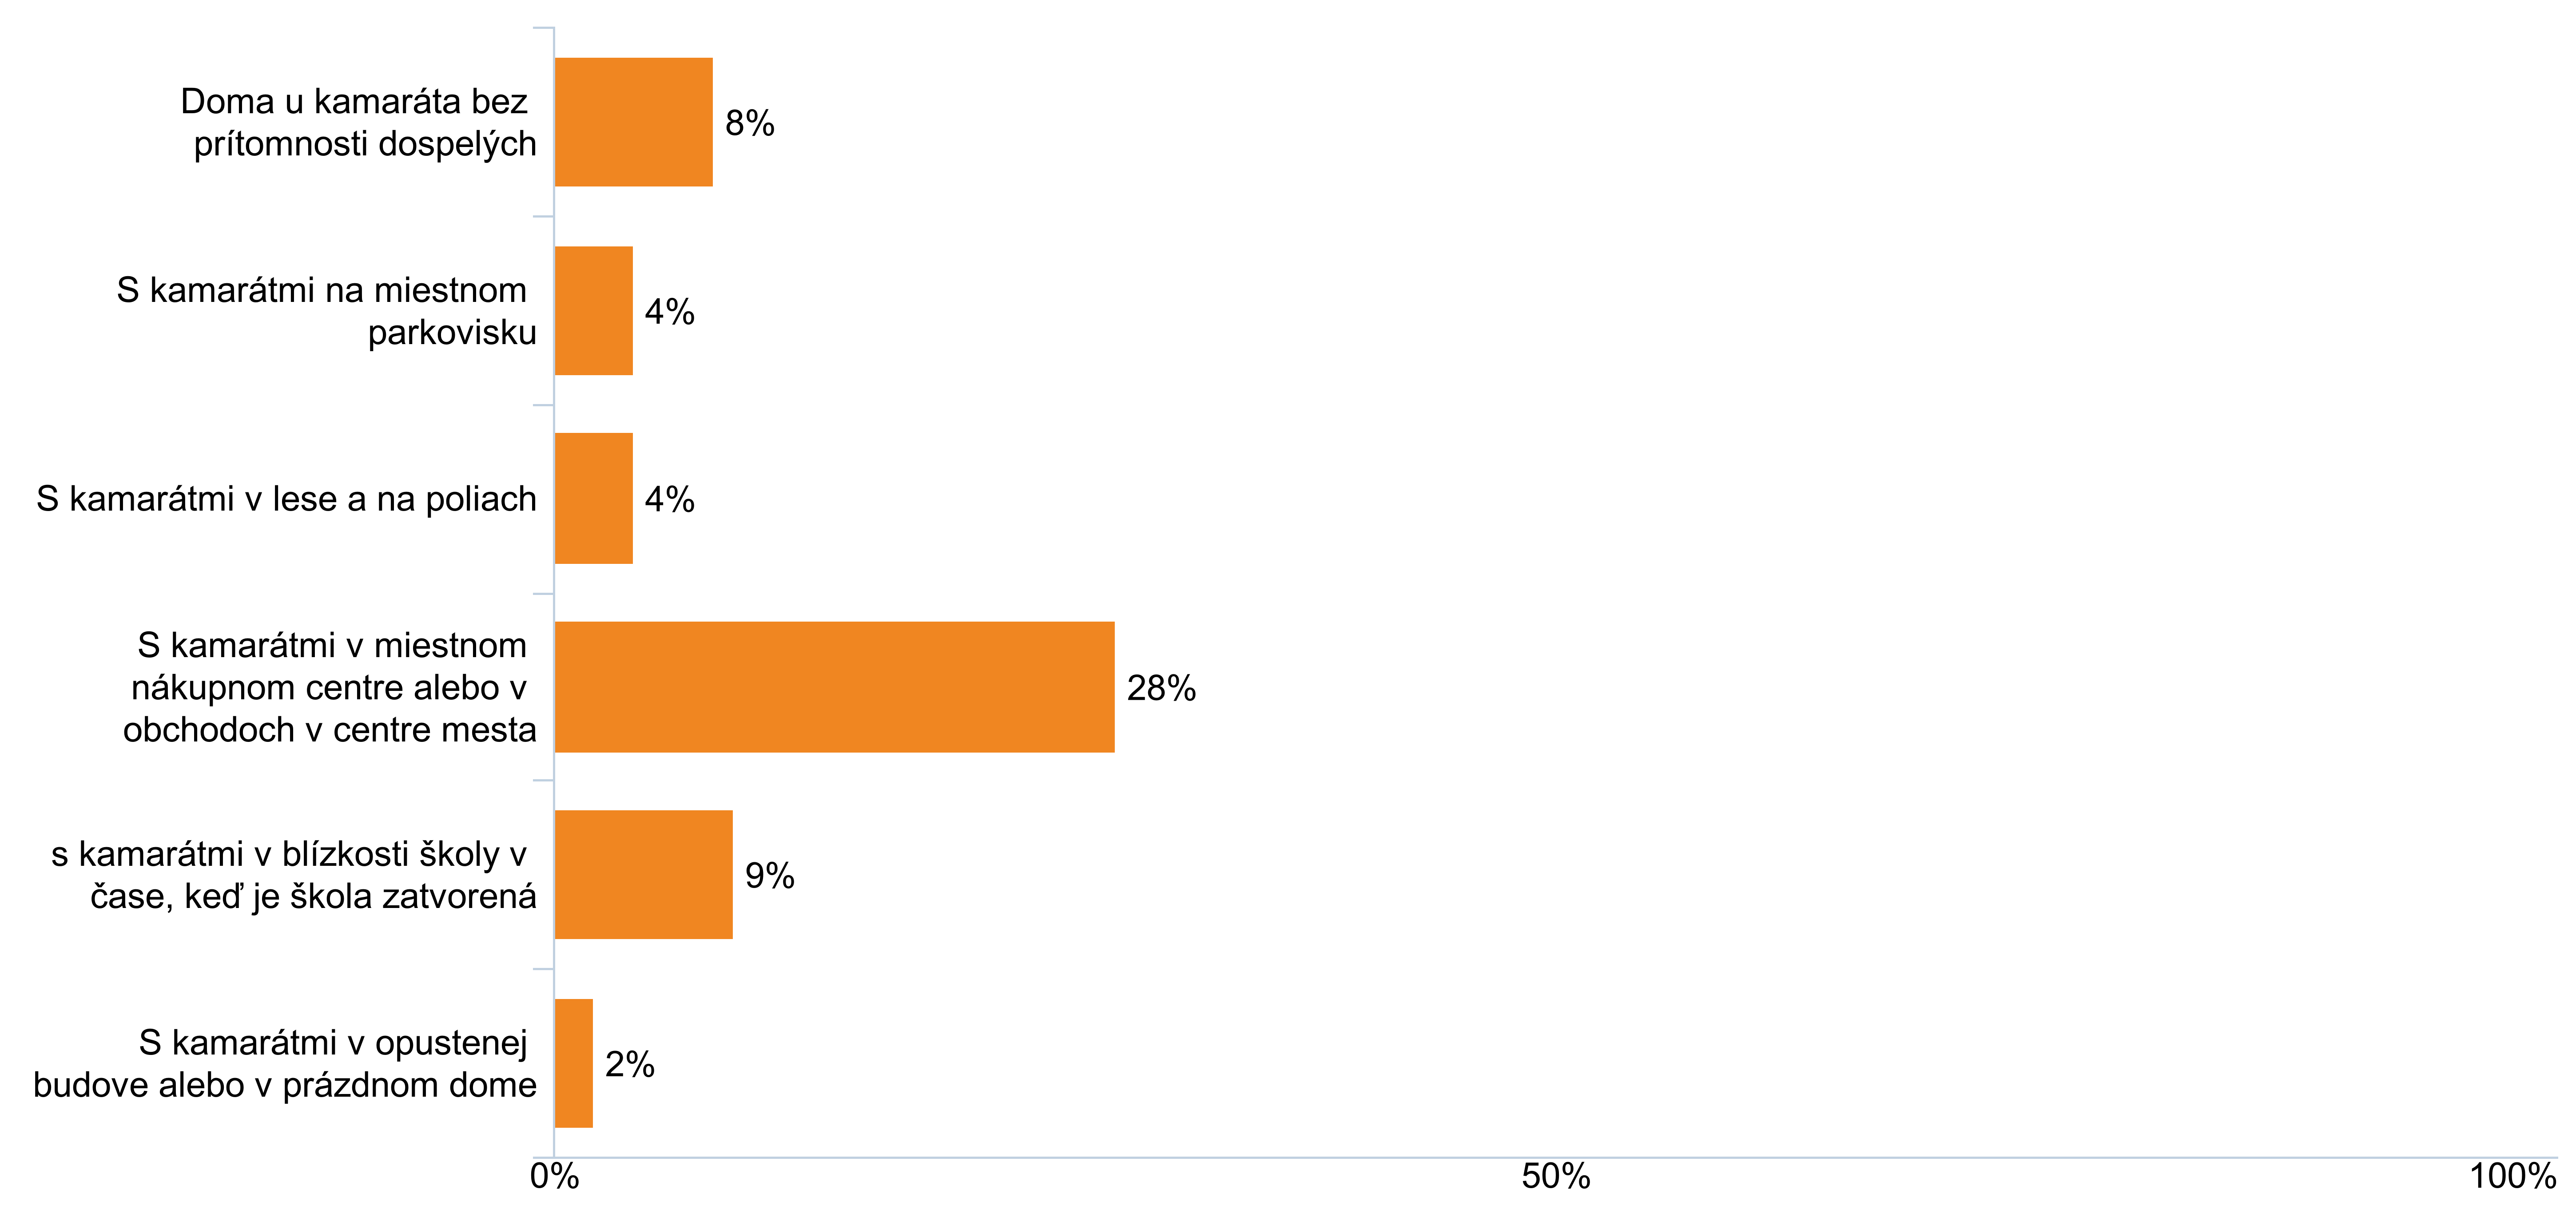 Doma u kamaráta bez
prítomnosti dospelých
8%
S kamarátmi na miestnom
parkovisku
4%
S kamarátmi v lese a na poliach
4%
S kamarátmi v miestnom
nákupnom centre alebo v
obchodoch v centre mesta
28%
s kamarátmi v blízkosti školy v
čase, keď je škola zatvorená
9%
S kamarátmi v opustenej
budove alebo v prázdnom dome
2%
0%
50%
100%